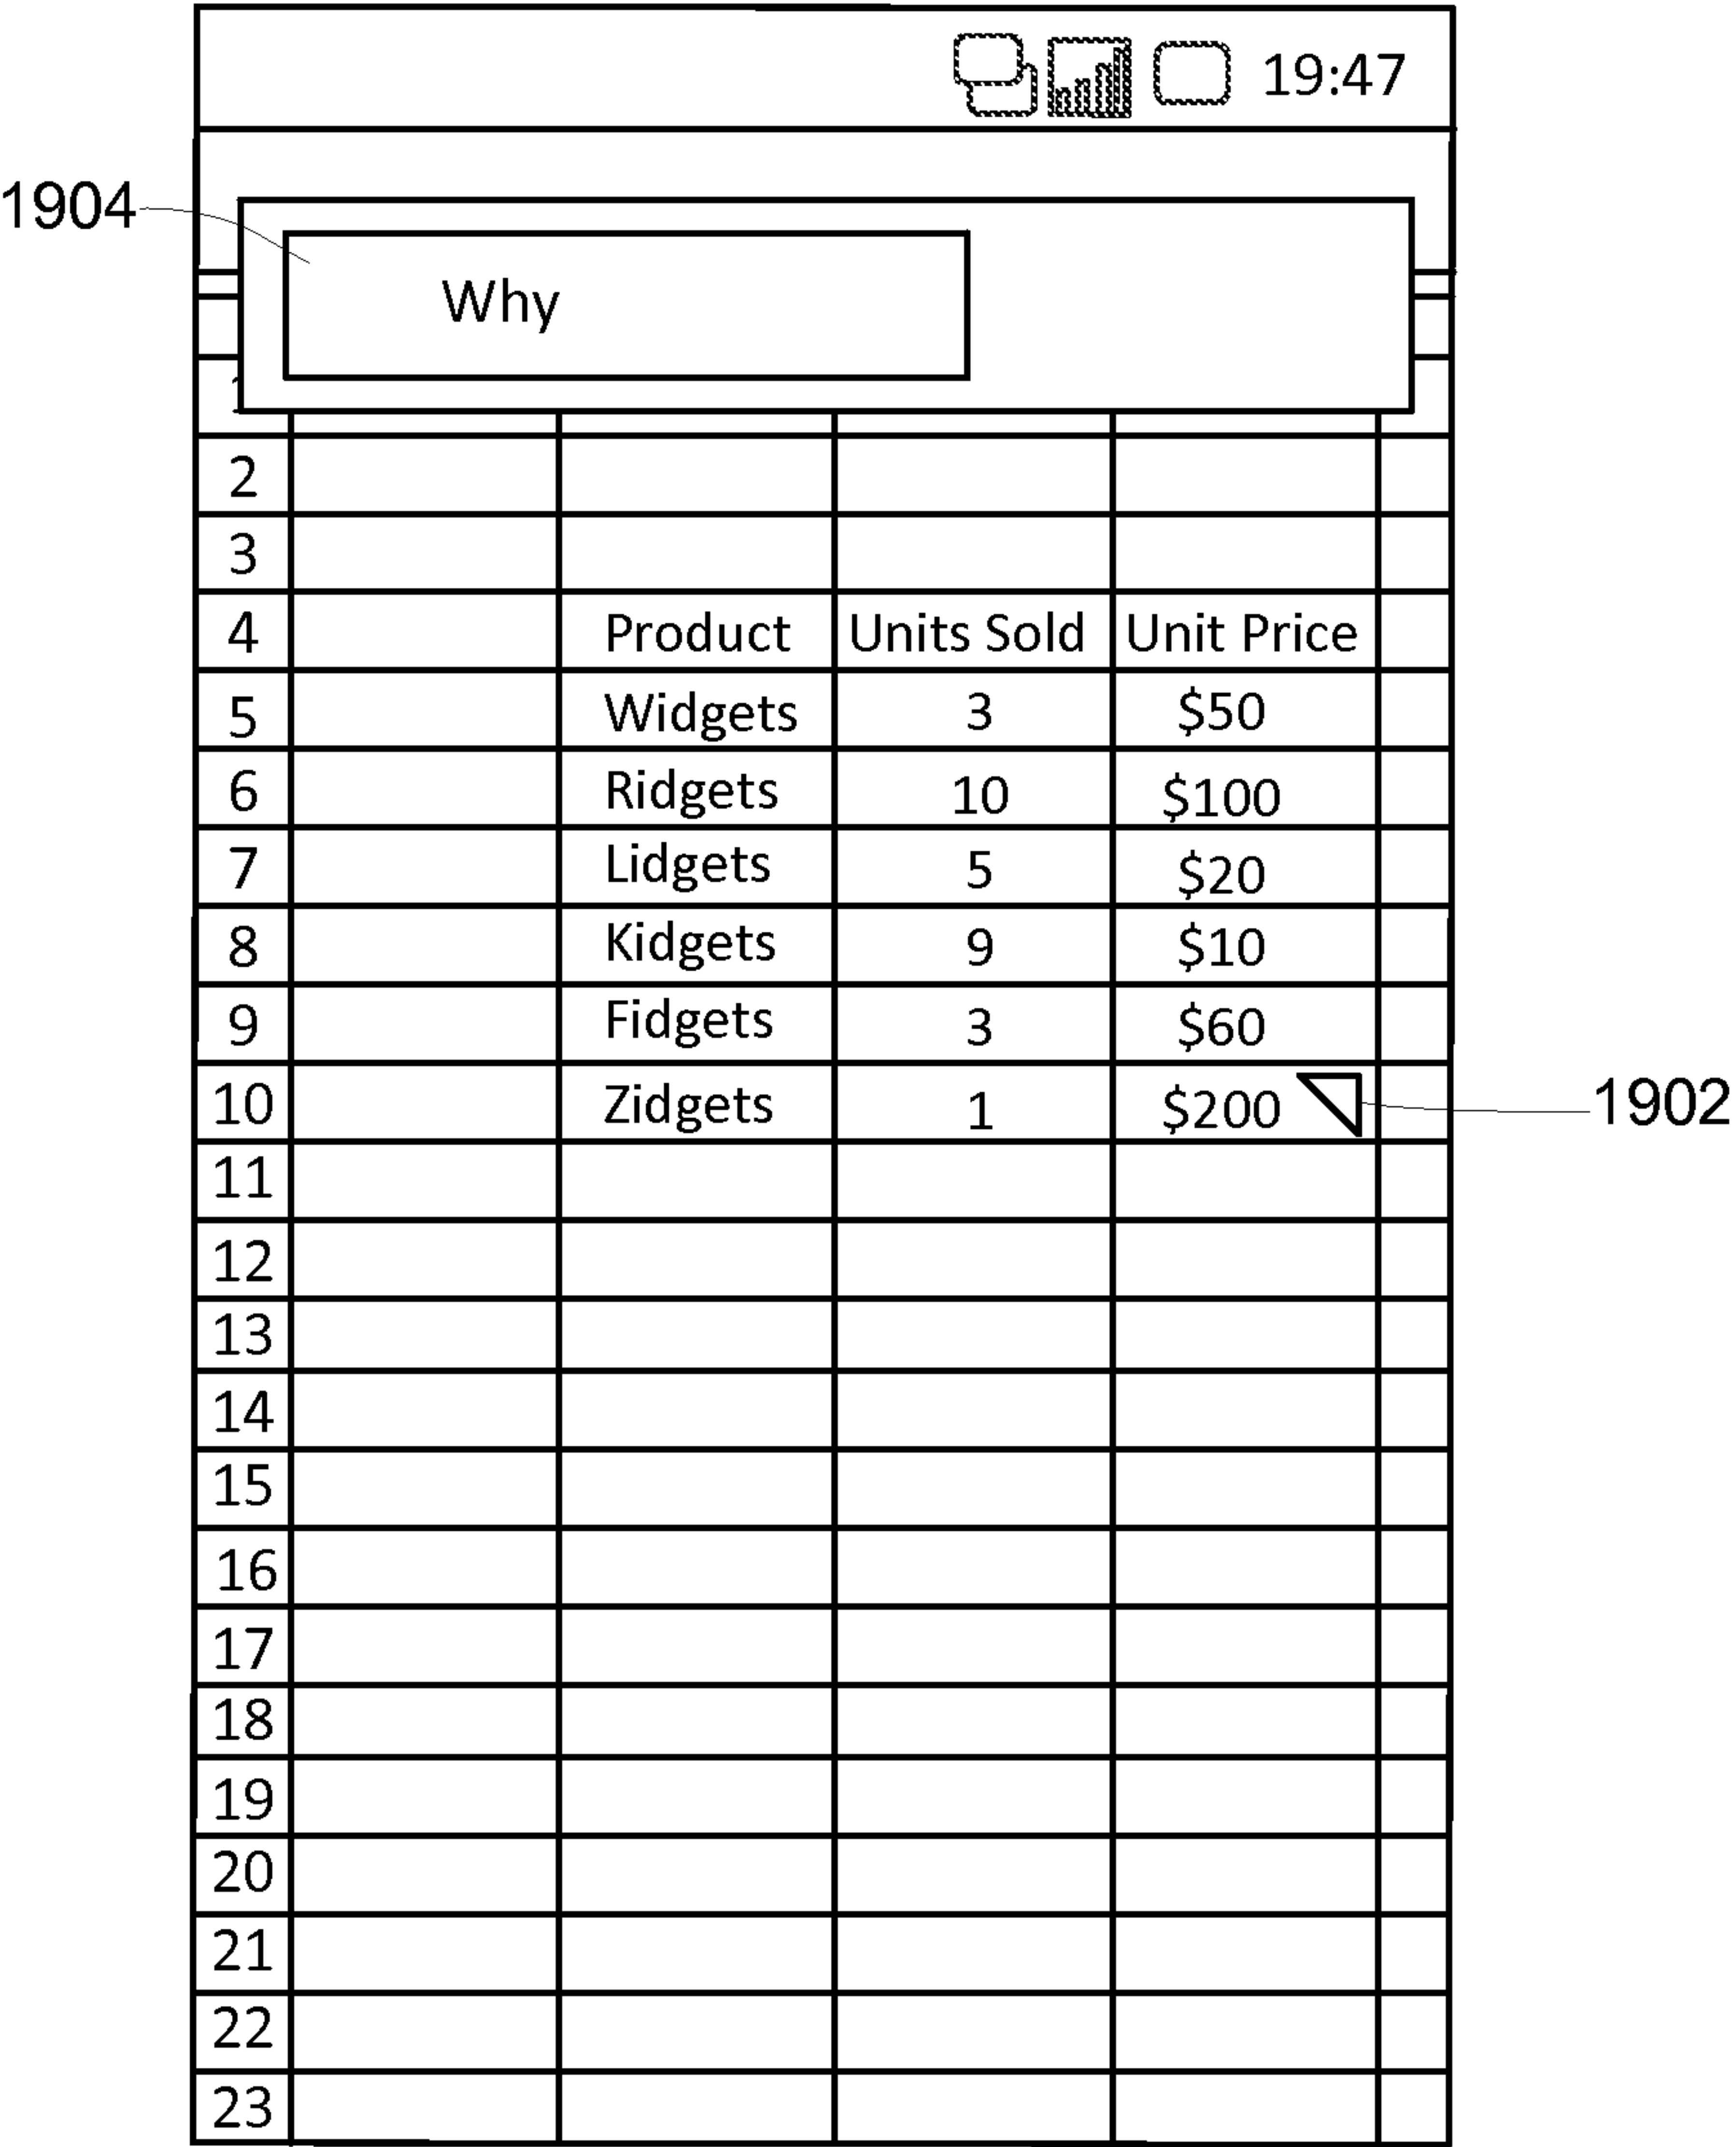 19:47
1904
Why
1
2
3
4 Product Units Sold Unit Price
5 Widgets 3 $50
6 Ridgets 10 $100
7 Lidgets 5 $20
8 Kidgets 9 $10
9 Fidgets 3 $60
10 Zidgets 1 $200 1902
11
12
13
14
15
16
17
18
19
20
21
22
23